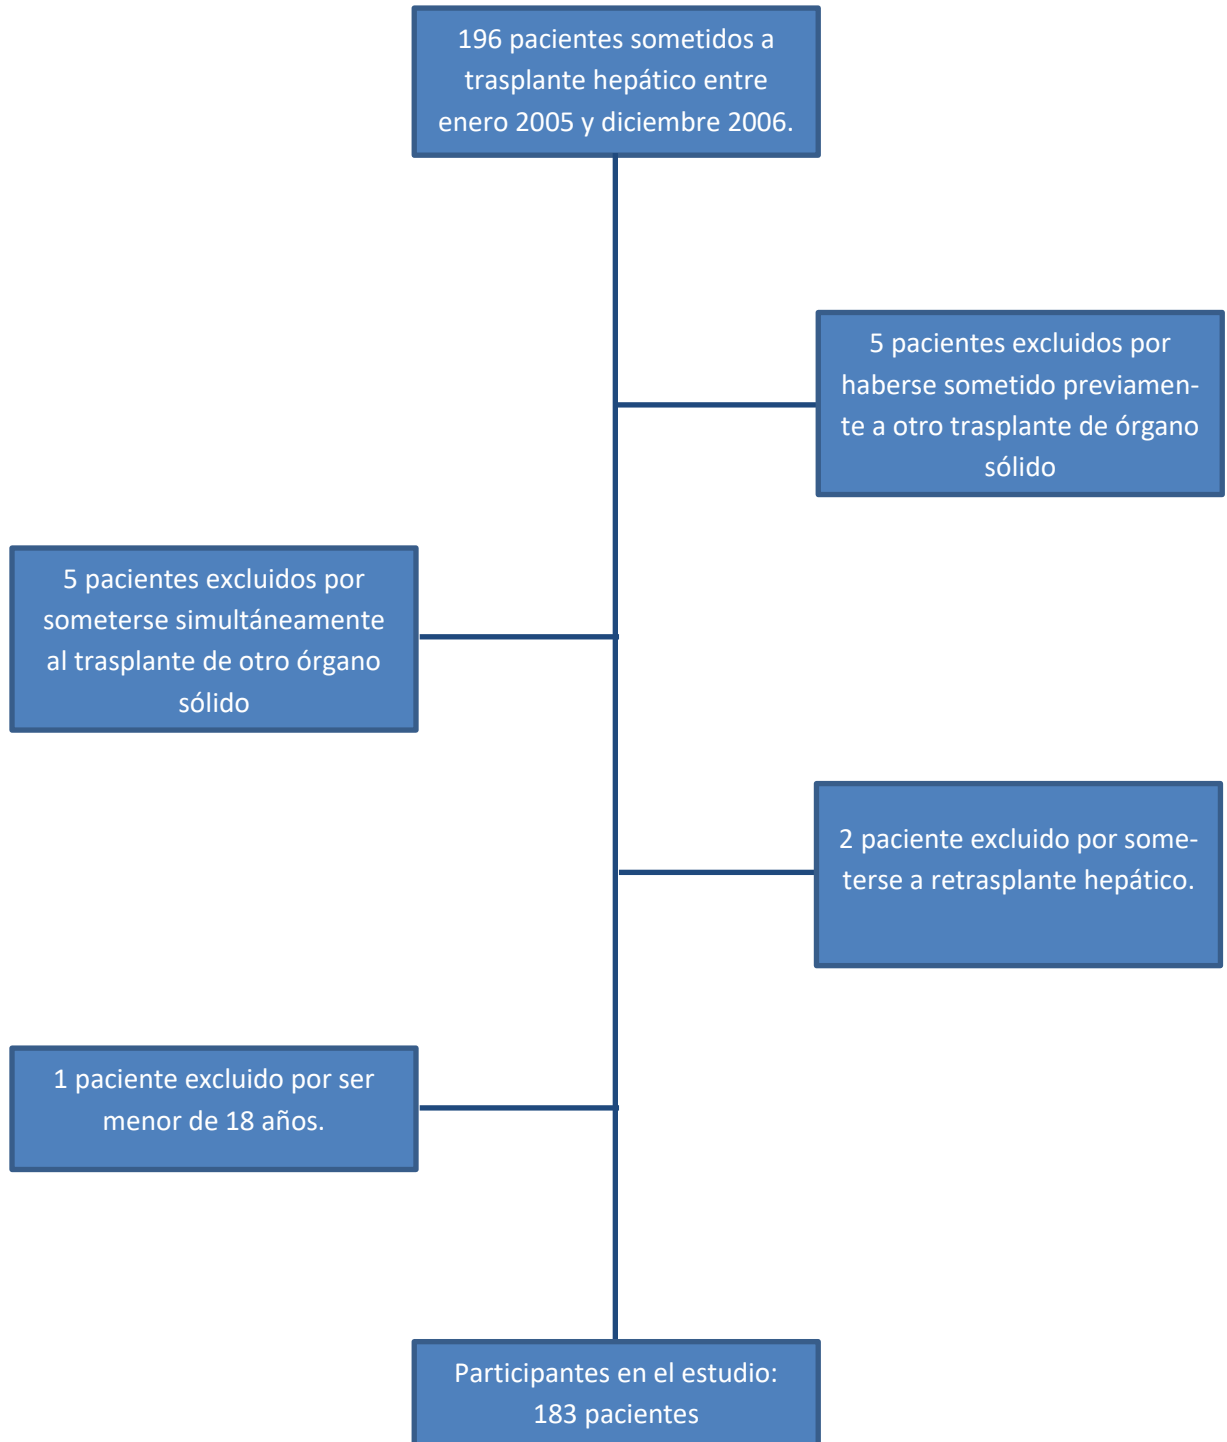 196 pacientes sometidos a
trasplante hepático entre
enero 2005 y diciembre 2006.
5 pacientes excluidos por
haberse sometido previamen-
te a otro trasplante de órgano
sólido
5 pacientes excluidos por
someterse simultáneamente
al trasplante de otro órgano
sólido
2 paciente excluido por some-
terse a retrasplante hepático.
1 paciente excluido por ser
menor de 18 años.
Participantes en el estudio:
183 pacientes